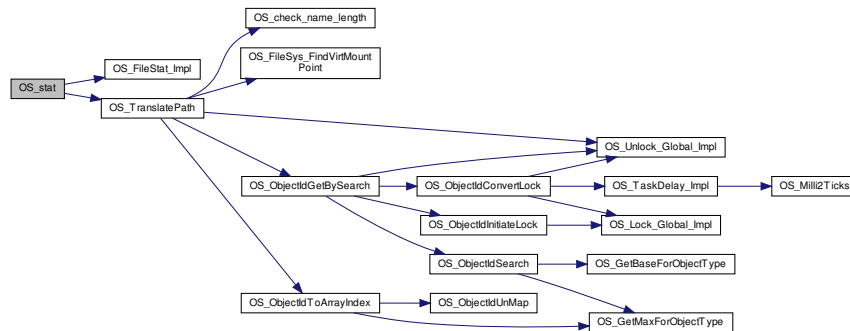 OS_check_name_length
OS_FileSys_FindVirtMount
Point
OS_FileStat_Impl
OS_stat
OS_TranslatePath
OS_Unlock_Global_Impl
OS_ObjectIdGetBySearch
OS_ObjectIdConvertLock
OS_TaskDelay_Impl
OS_Milli2Ticks
OS_ObjectIdInitiateLock
OS_Lock_Global_Impl
OS_ObjectIdSearch
OS_GetBaseForObjectType
OS_ObjectIdToArrayIndex
OS_ObjectIdUnMap
OS_GetMaxForObjectType